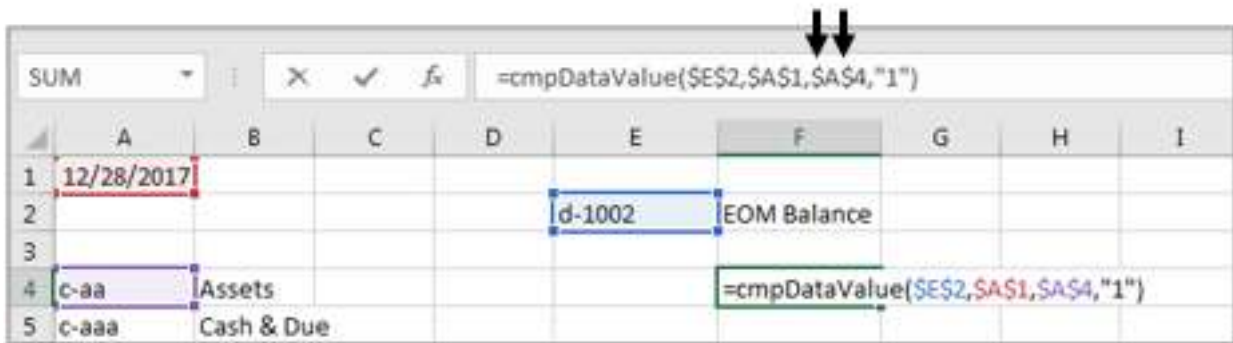 SUM fx =cmpDataValue($E$2,$A$1,$A$4,"1")
A B C D E F G H I
1 12/28/2017
2 d-1002 EOM Balance
3
4 c-aa Assets =cmpDataValue($E$2,$A$1,$A$4,"1")
5 c-aaa Cash & Due